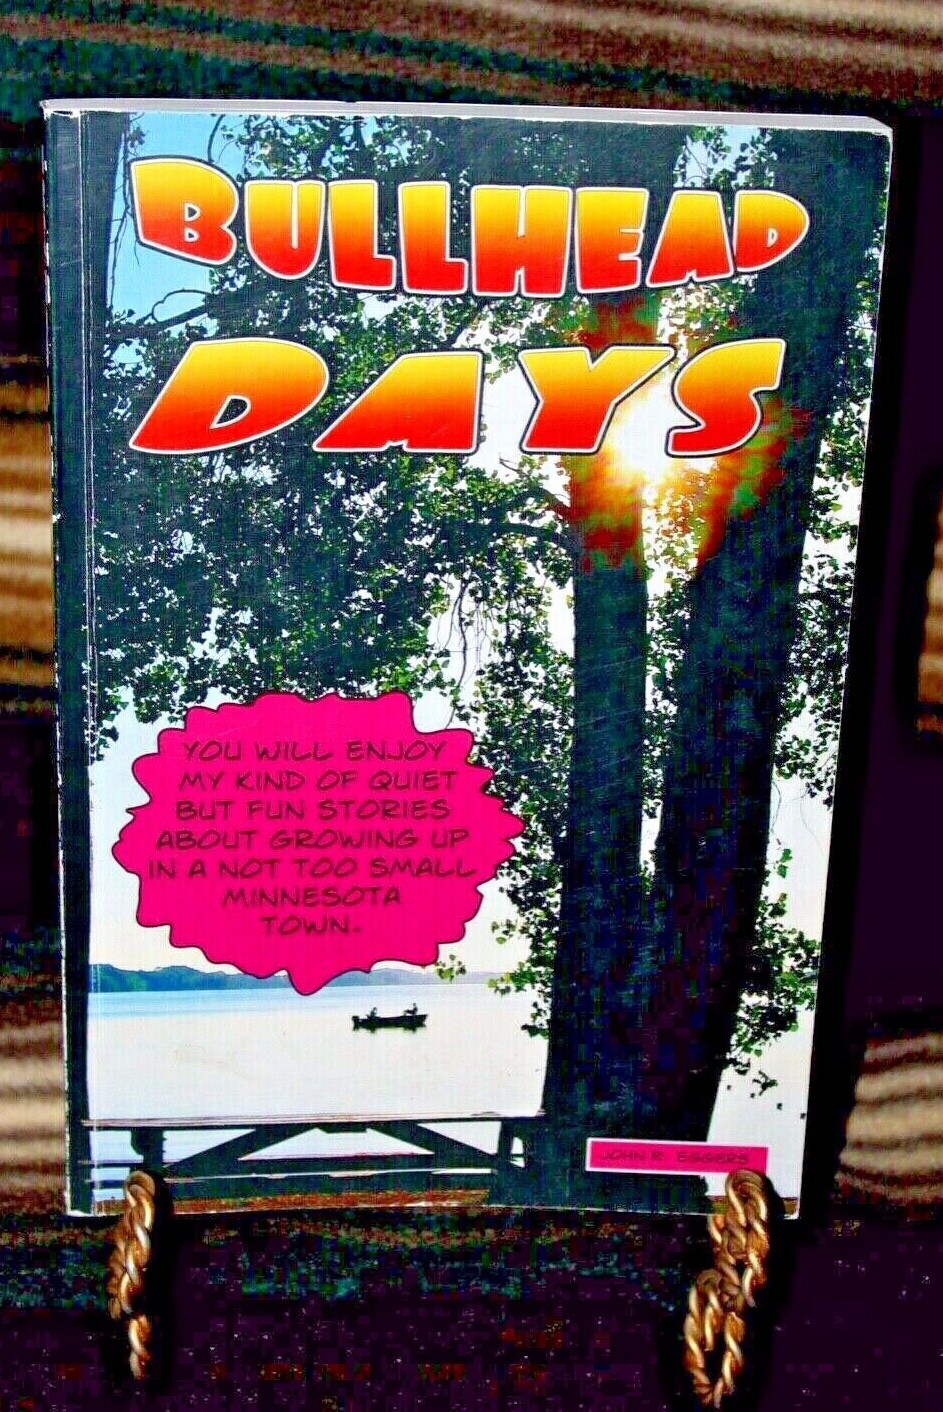 BULLHEAD
DAYS
YOU WILL ENJOY
MY KIND OF QUIET
BUT FUN STORIES
ABOUT GROWING UP
IN A NOT TOO SMALL
MINNESOTA
TOWN.
JOHN R. EGGERS